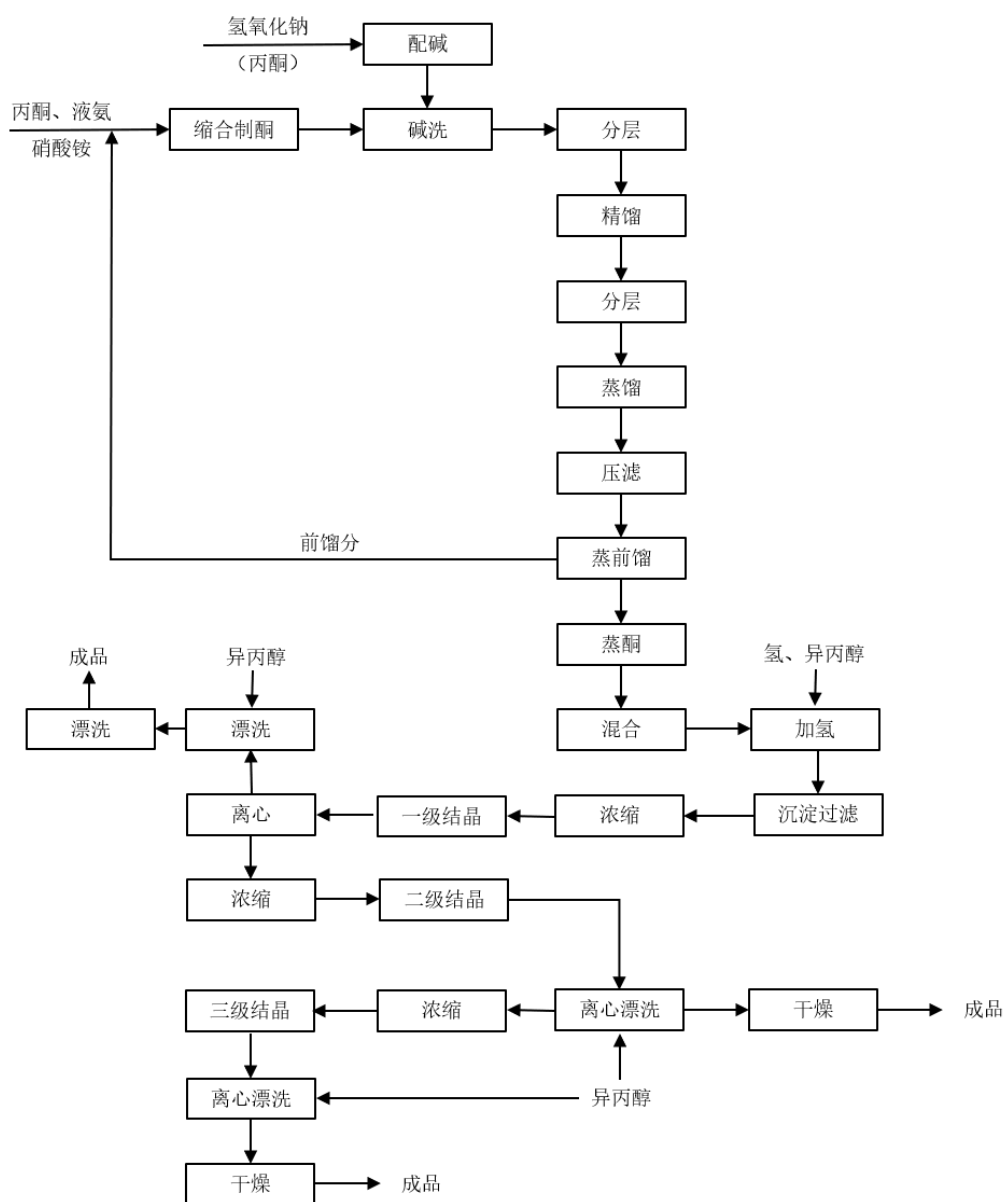 氢氧化钠
（丙酮）
配碱
丙酮、液氨
硝酸铵
缩合制酮
碱洗
分层
精馏
分层
蒸馏
压滤
前馏分
蒸前馏
蒸酮
成品
异丙醇
氢、异丙醇
漂洗
漂洗
混合
加氢
离心
一级结晶
浓缩
沉淀过滤
浓缩
二级结晶
三级结晶
浓缩
离心漂洗
干燥
成品
离心漂洗
异丙醇
干燥
成品